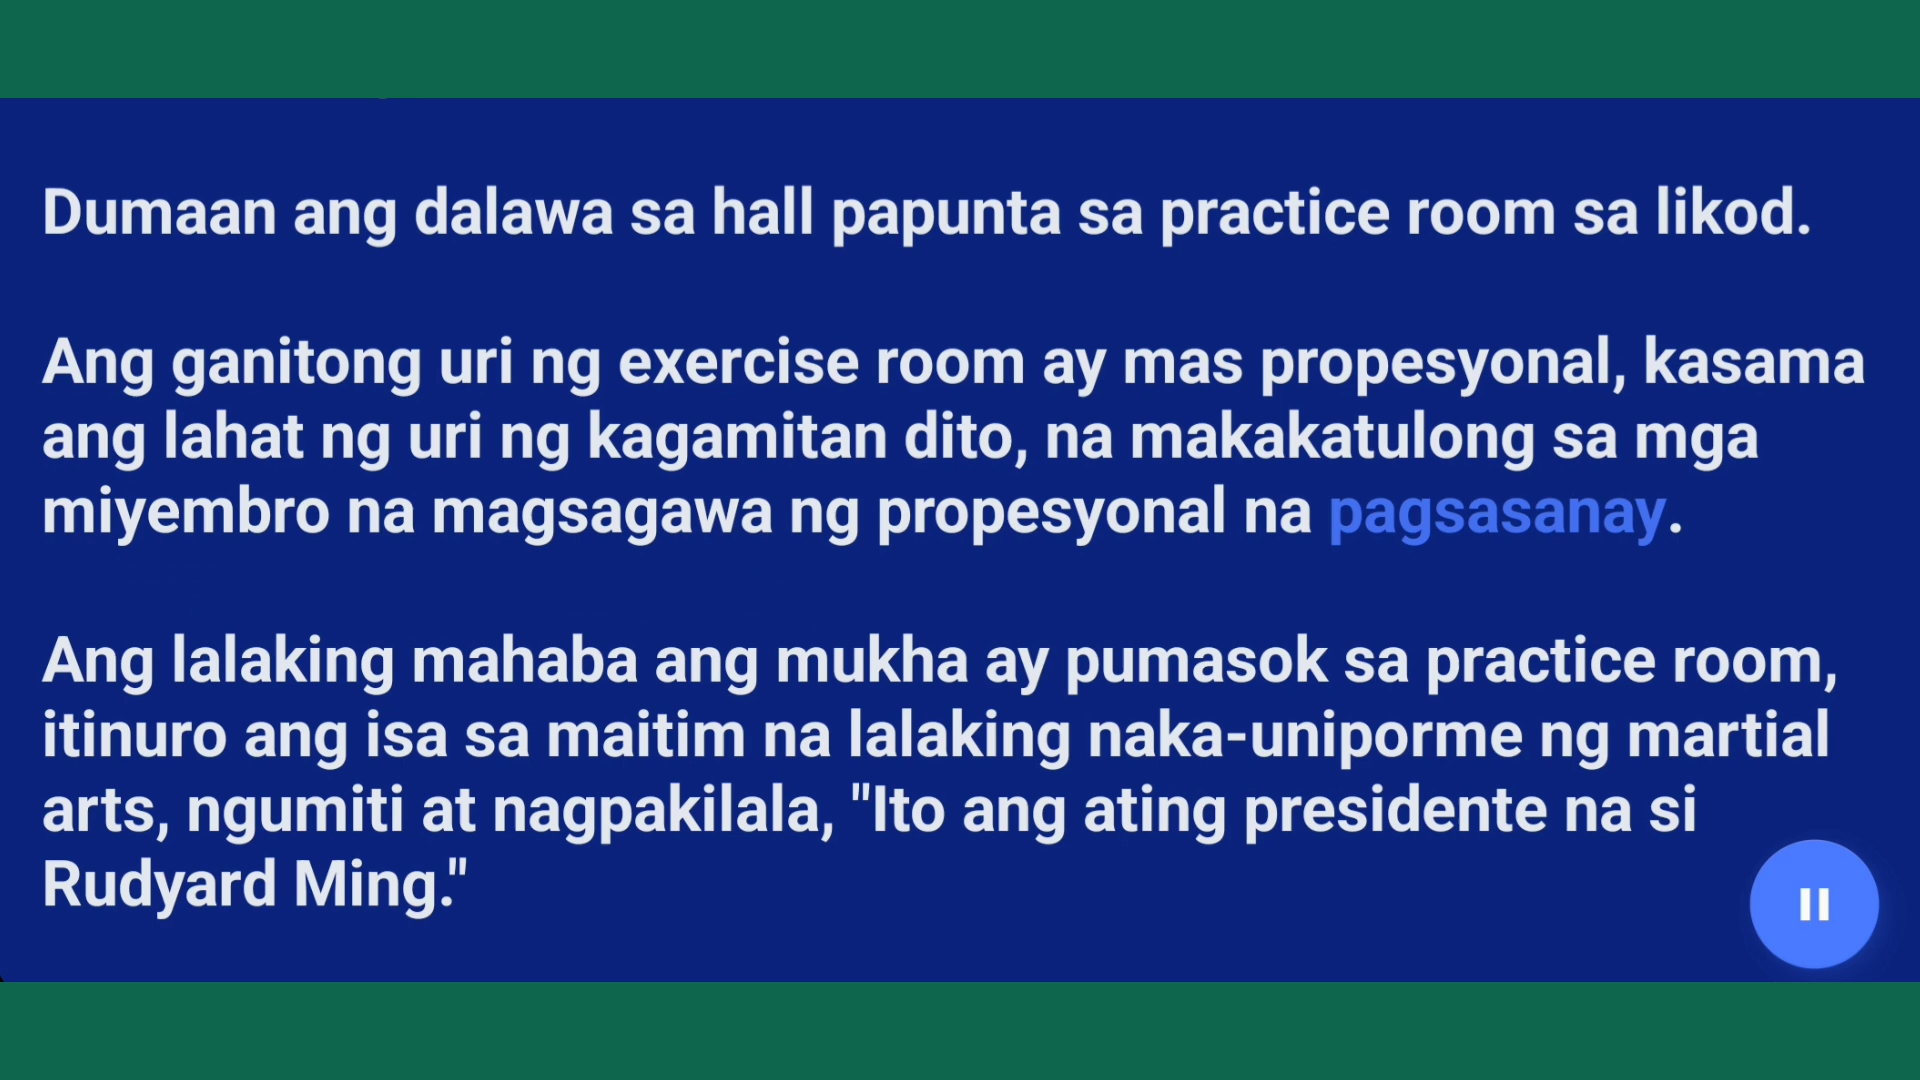 Dumaan ang dalawa sa hall papunta sa practice room sa likod.
Ang ganitong uri ng exercise room ay mas propesyonal, kasama
ang lahat ng uri ng kagamitan dito, na makakatulong sa mga
miyembro na magsagawa ng propesyonal na pagsasanay.
Ang lalaking mahaba ang mukha ay pumasok sa practice room,
itinuro ang isa sa maitim na lalaking naka-uniporme ng martial
arts, ngumiti at nagpakilala, "Ito ang ating presidente na si
Rudyard Ming."